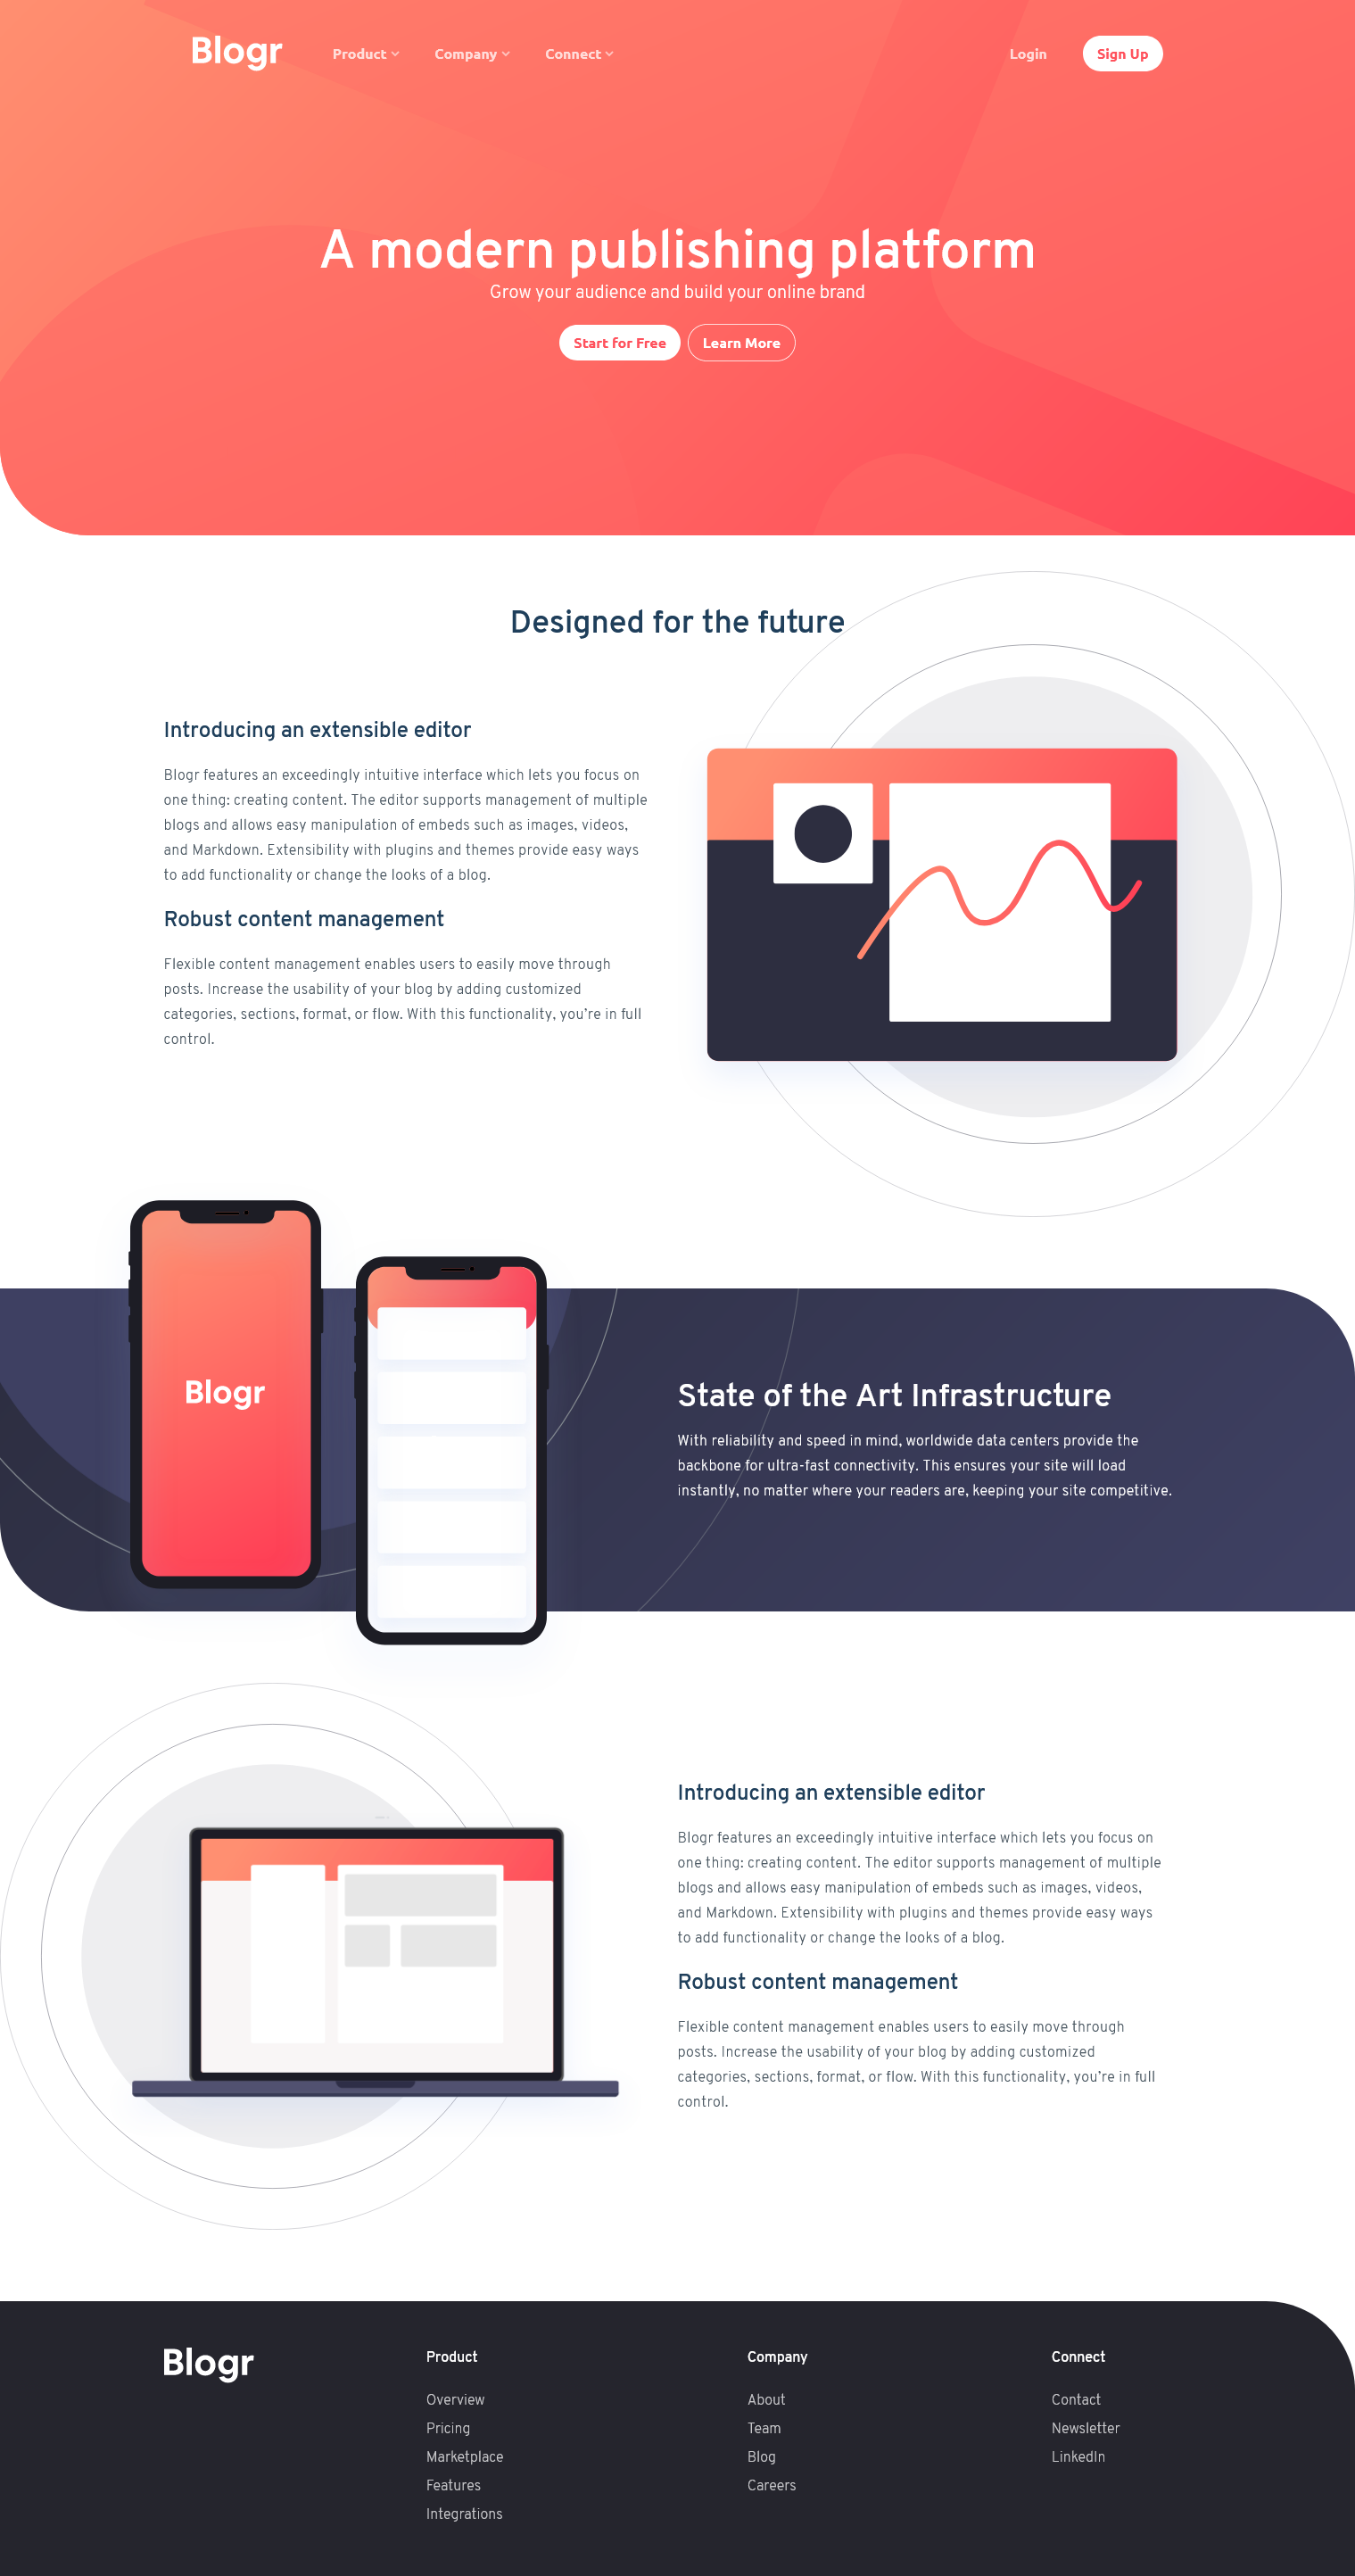 Blogr
Product
Company
Connect
Login
Sign Up
A modern publishing platform
Grow your audience and build your online brand
Start for Free
Learn More
Designed for the future
Introducing an extensible editor
Blogr features an exceedingly intuitive interface which lets you focus on
one thing: creating content. The editor supports management of multiple
blogs and allows easy manipulation of embeds such as images, videos,
and Markdown. Extensibility with plugins and themes provide easy ways
to add functionality or change the looks of a blog.
Robust content management
Flexible content management enables users to easily move through
posts. Increase the usability of your blog by adding customized
categories, sections, format, or flow. With this functionality, you’re in full
control.
Blogr
State of the Art Infrastructure
With reliability and speed in mind, worldwide data centers provide the
backbone for ultra-fast connectivity. This ensures your site will load
instantly, no matter where your readers are, keeping your site competitive.
Introducing an extensible editor
Blogr features an exceedingly intuitive interface which lets you focus on
one thing: creating content. The editor supports management of multiple
blogs and allows easy manipulation of embeds such as images, videos,
and Markdown. Extensibility with plugins and themes provide easy ways
to add functionality or change the looks of a blog.
Robust content management
Flexible content management enables users to easily move through
posts. Increase the usability of your blog by adding customized
categories, sections, format, or flow. With this functionality, you’re in full
control.
Blogr
Product
Overview
Pricing
Marketplace
Features
Integrations
Company
About
Team
Blog
Careers
Connect
Contact
Newsletter
LinkedIn